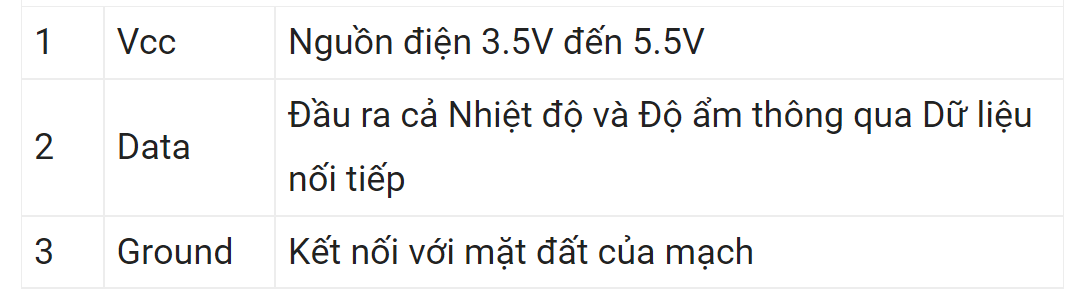 1 Vcc Nguồn điện 3.5V đến 5.5V
2 Data Đầu ra cả Nhiệt độ và Độ ẩm thông qua Dữ liệu
nối tiếp
3 Ground Kết nối với mặt đất của mạch